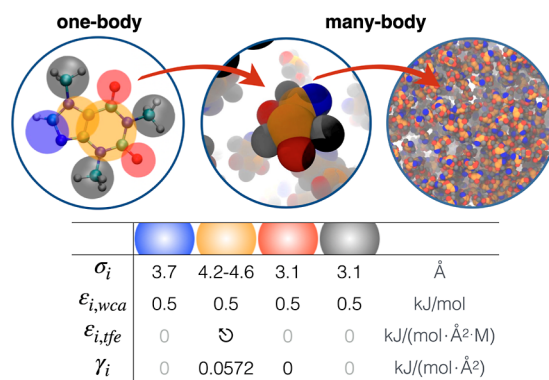 one-body many-body
σᵢ 3.7 4.2-4.6 3.1 3.1 Å
εᵢ,wca 0.5 0.5 0.5 0.5 kJ/mol
εᵢ,tfe 0 ⎋ 0 0 kJ/(mol·Å²·M)
γᵢ 0 0.0572 0 0 kJ/(mol·Å²)